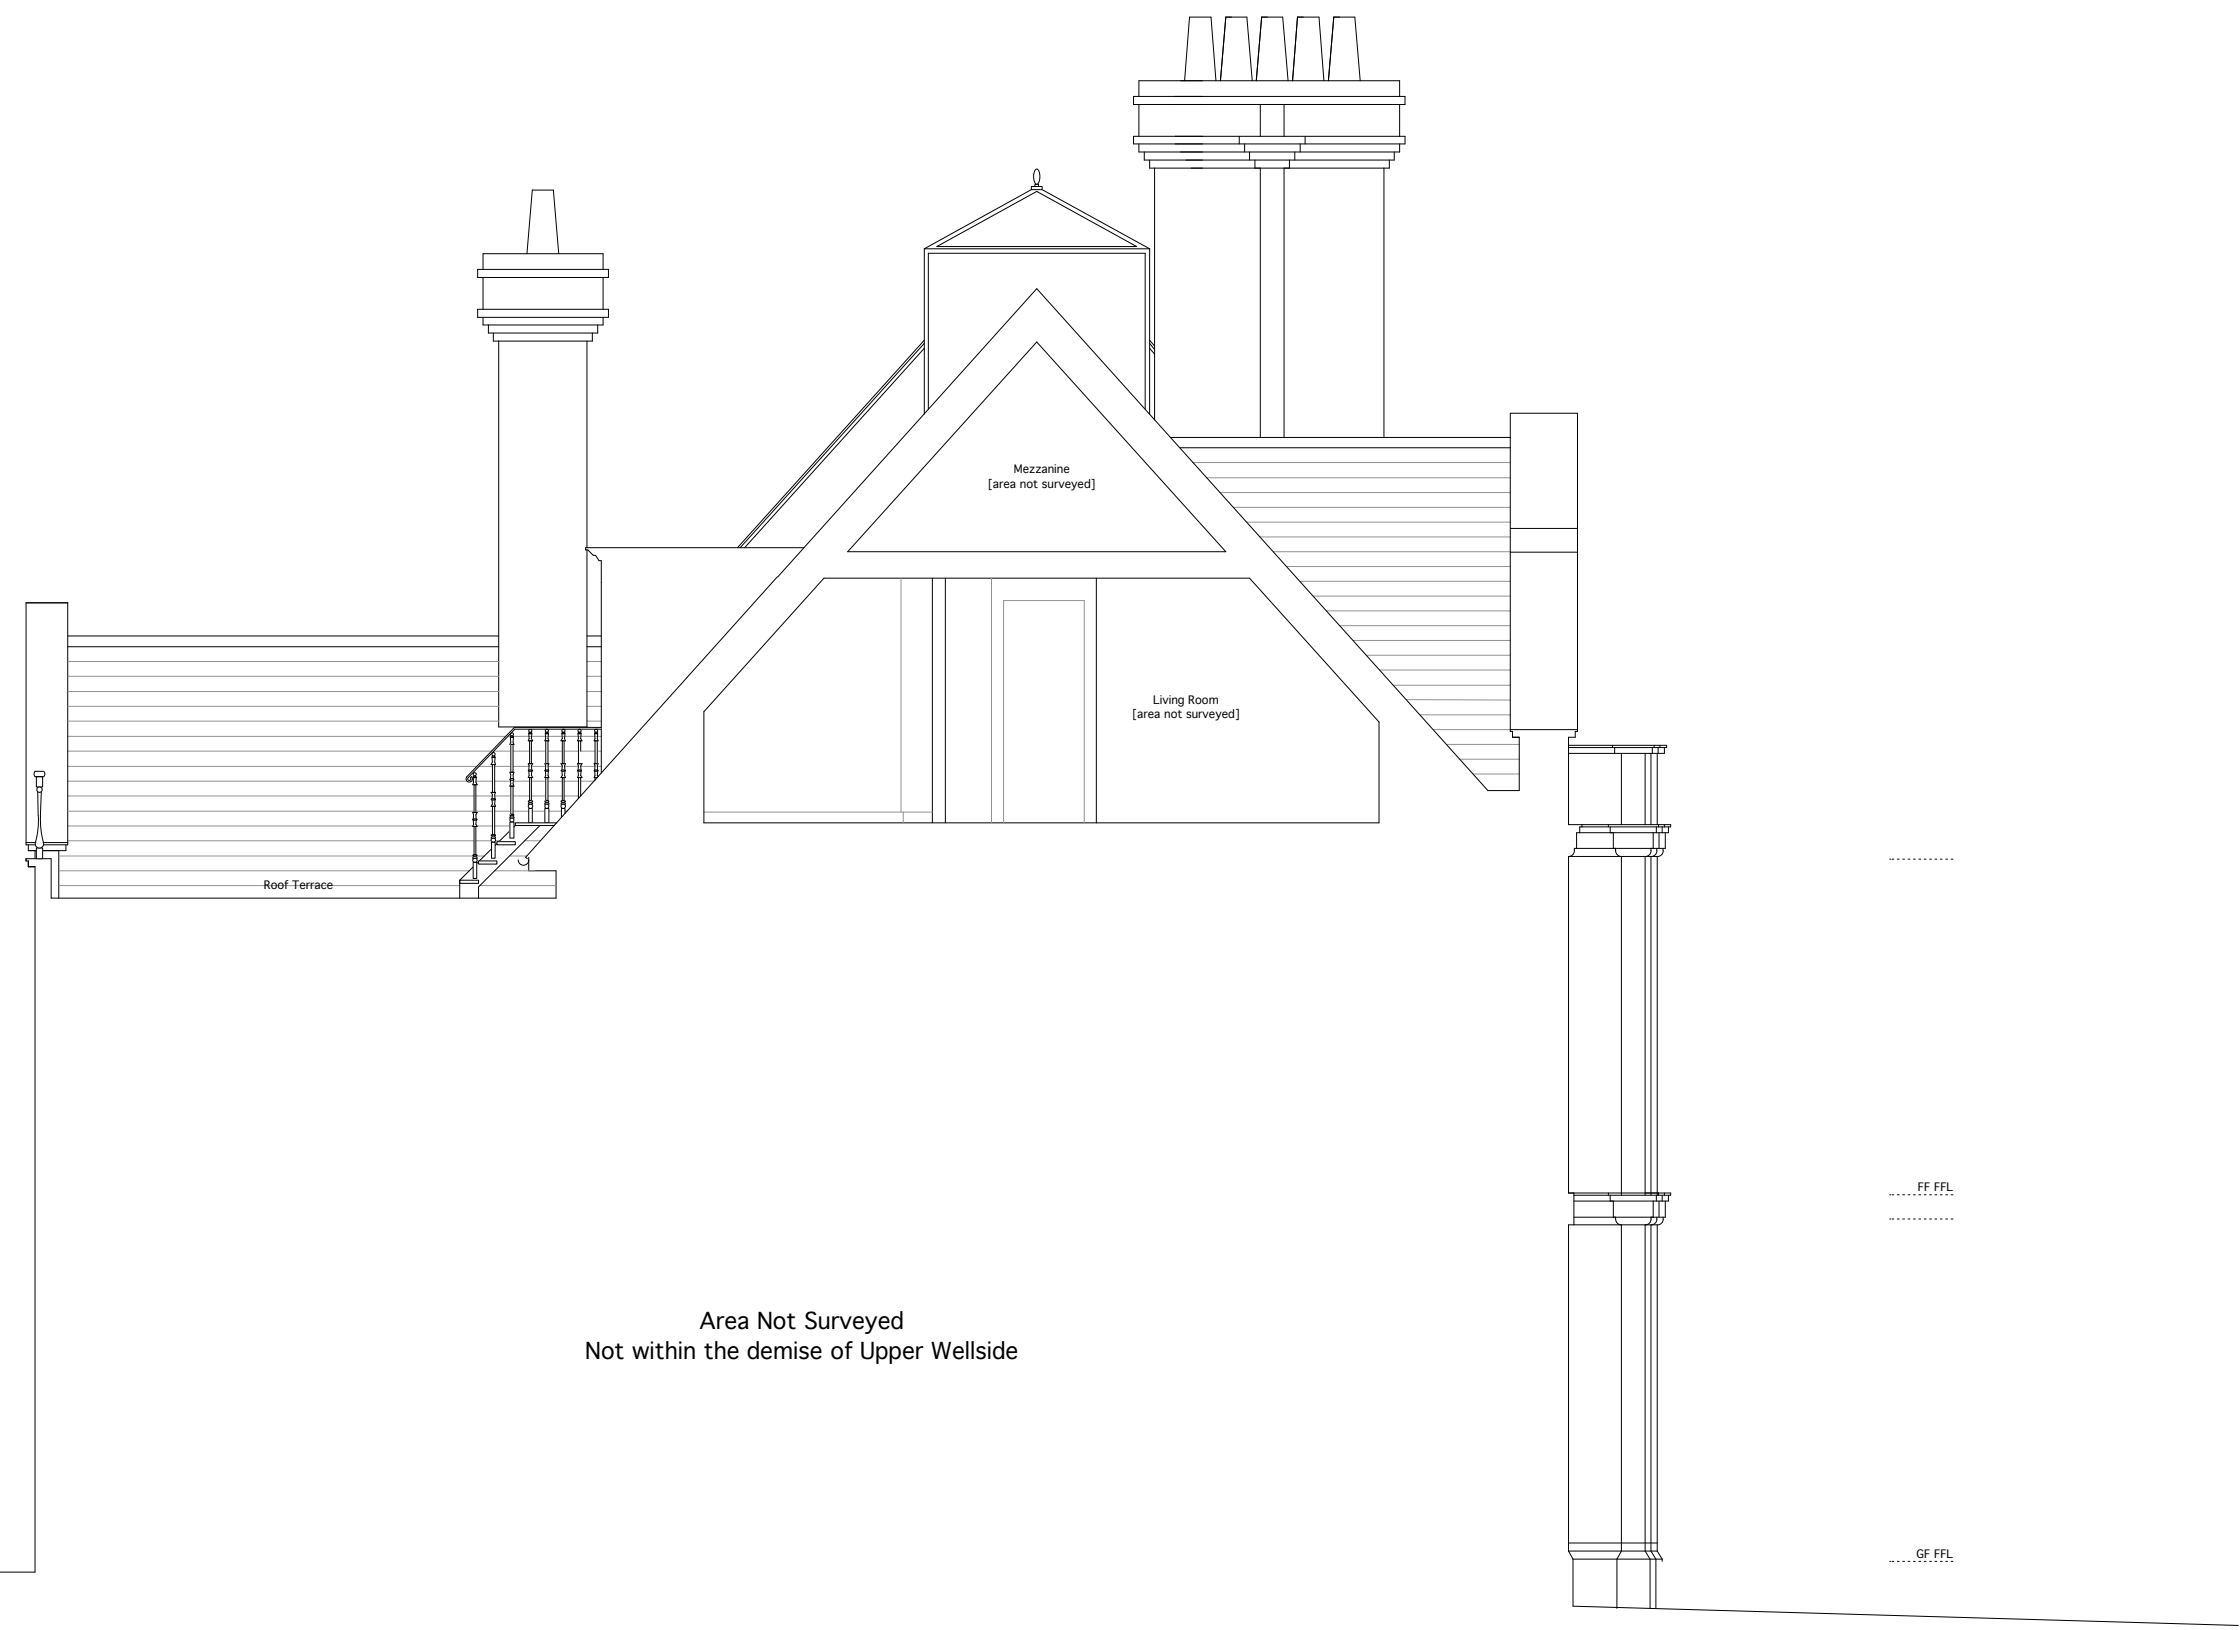 Mezzanine
[area not surveyed]
Living Room
[area not surveyed]
Roof Terrace
FF FFL
Area Not Surveyed
Not within the demise of Upper Wellside
GF FFL